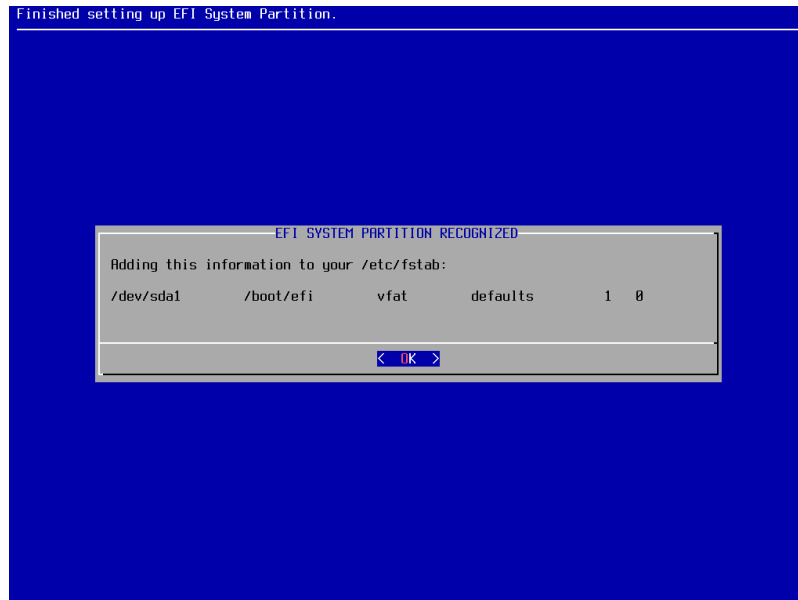 Finished setting up EFI System Partition.
EFI SYSTEM PARTITION RECOGNIZED
Adding this information to your /etc/fstab:
/dev/sda1 /boot/efi vfat defaults 1 0
< OK >